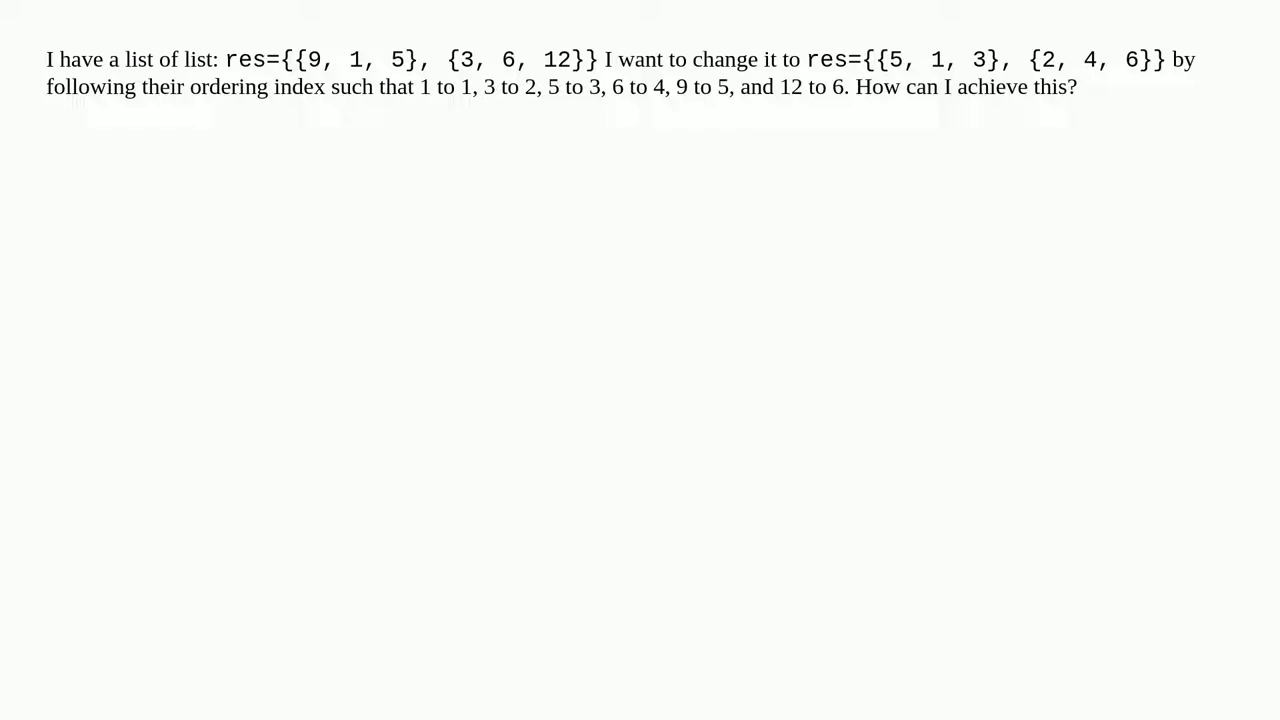 I have a list of list: res={{9, 1, 5}, {3, 6, 12}} I want to change it to res={{5, 1, 3}, {2, 4, 6}} by
following their ordering index such that 1 to 1, 3 to 2, 5 to 3, 6 to 4, 9 to 5, and 12 to 6. How can I achieve this?